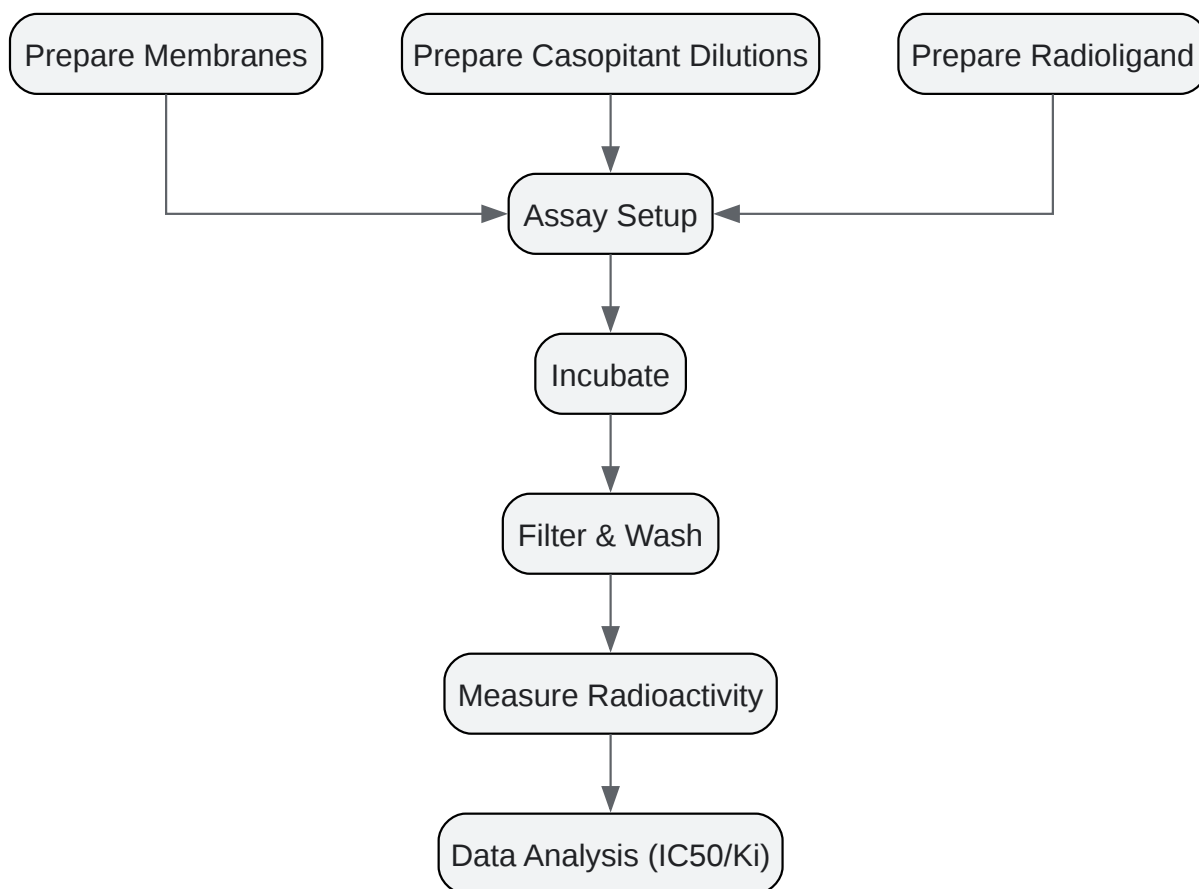 Prepare Membranes
Prepare Casopitant Dilutions
Prepare Radioligand
Assay Setup
Incubate
Filter & Wash
Measure Radioactivity
Data Analysis (IC50/Ki)